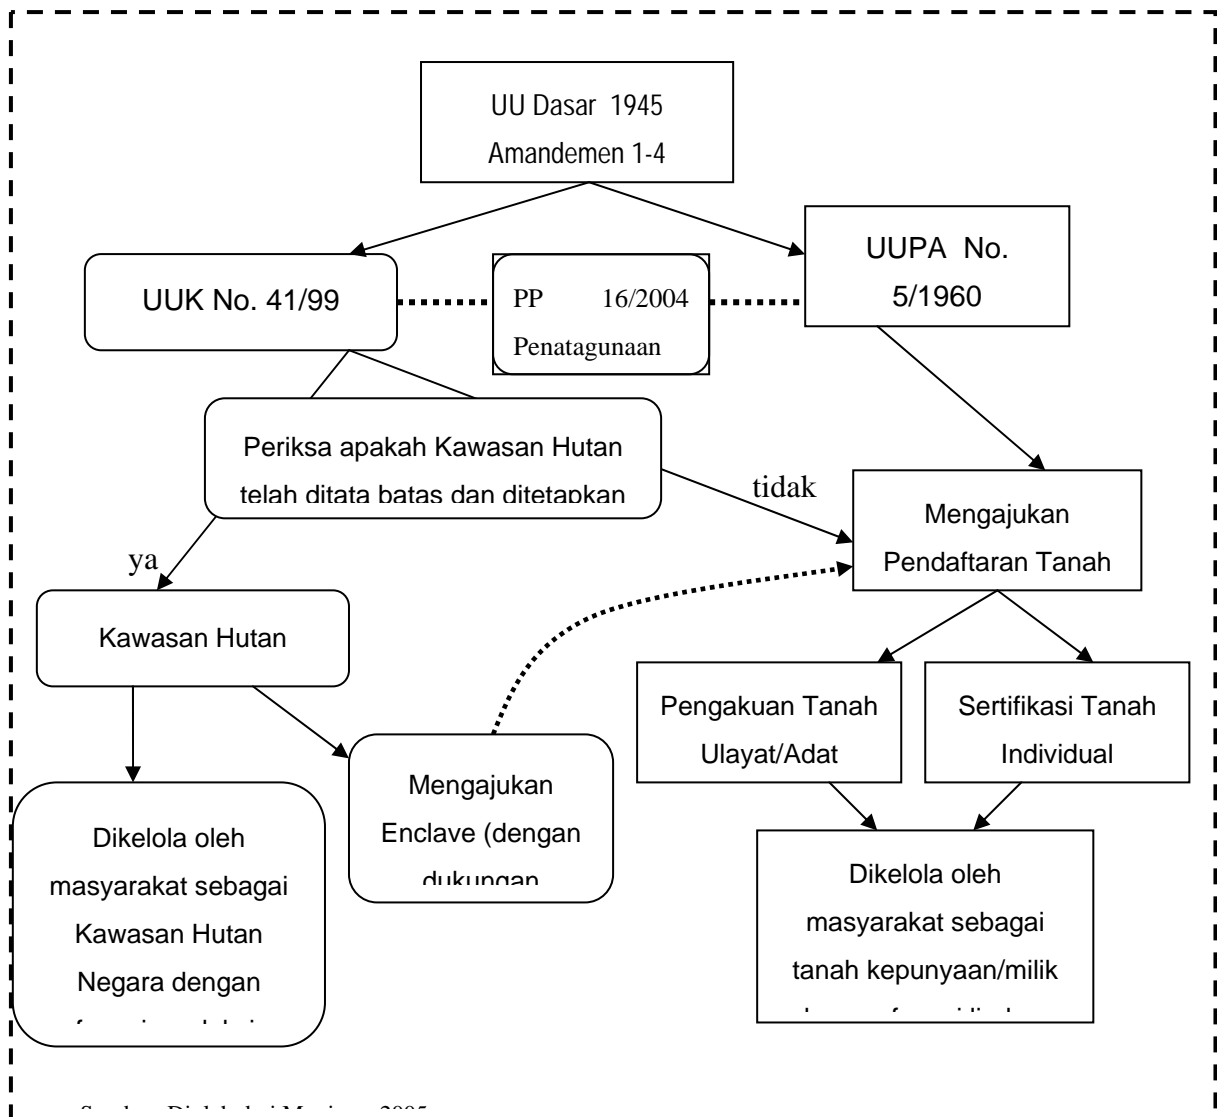 UU Dasar 1945
Amandemen 1-4
UUPA No.
5/1960
UUK No. 41/99
PP 16/2004
Penatagunaan
Periksa apakah Kawasan Hutan
telah ditata batas dan ditetapkan
tidak
Mengajukan
Pendaftaran Tanah
ya
Kawasan Hutan
Pengakuan Tanah
Ulayat/Adat
Sertifikasi Tanah
Individual
Mengajukan
Enclave (dengan
dukungan
Dikelola oleh
masyarakat sebagai
Kawasan Hutan
Negara dengan
Dikelola oleh
masyarakat sebagai
tanah kepunyaan/milik